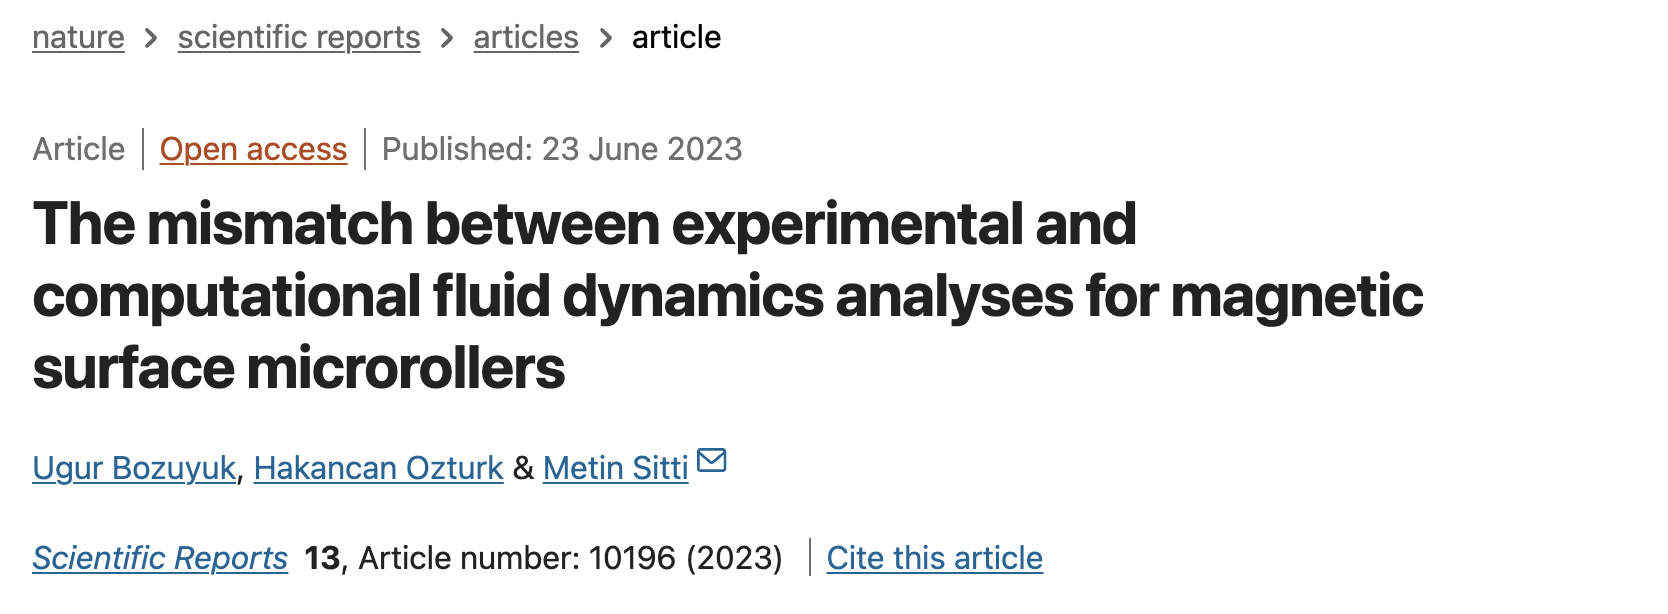 nature > scientific reports > articles > article
Article | Open access | Published: 23 June 2023
The mismatch between experimental and
computational fluid dynamics analyses for magnetic
surface microrollers
Ugur Bozuyuk, Hakancan Ozturk & Metin Sitti
Scientific Reports 13, Article number: 10196 (2023) | Cite this article